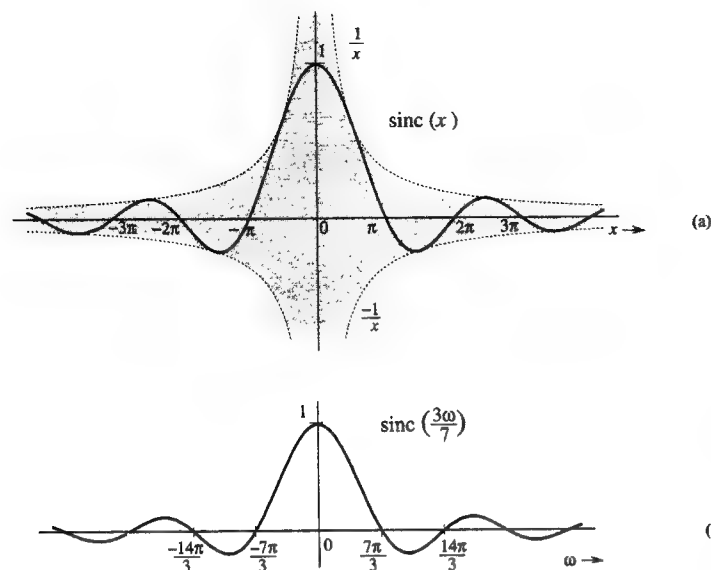 1
1/x
sinc (x)
-3π -2π -π 0 π 2π 3π x → (a)
-1/x
1
sinc (3ω/7)
-14π/3 -7π/3 0 7π/3 14π/3 ω →
(